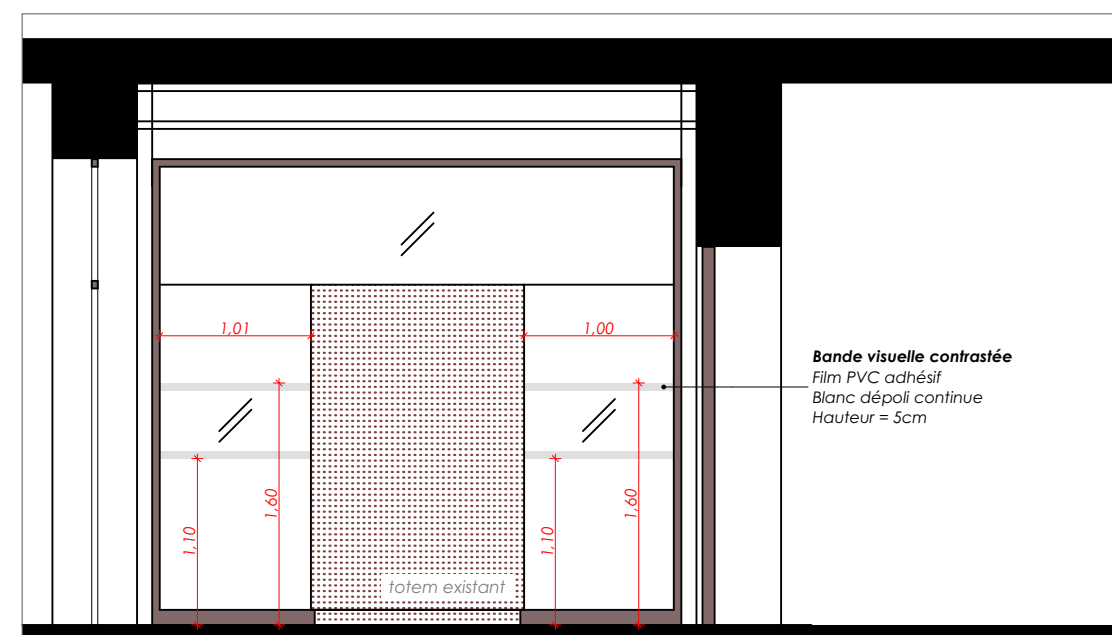 1,01
1,00
Bande visuelle contrastée
Film PVC adhésif
Blanc dépoli continue
Hauteur = 5cm
1,10
1,60
1,10
1,60
totem existant